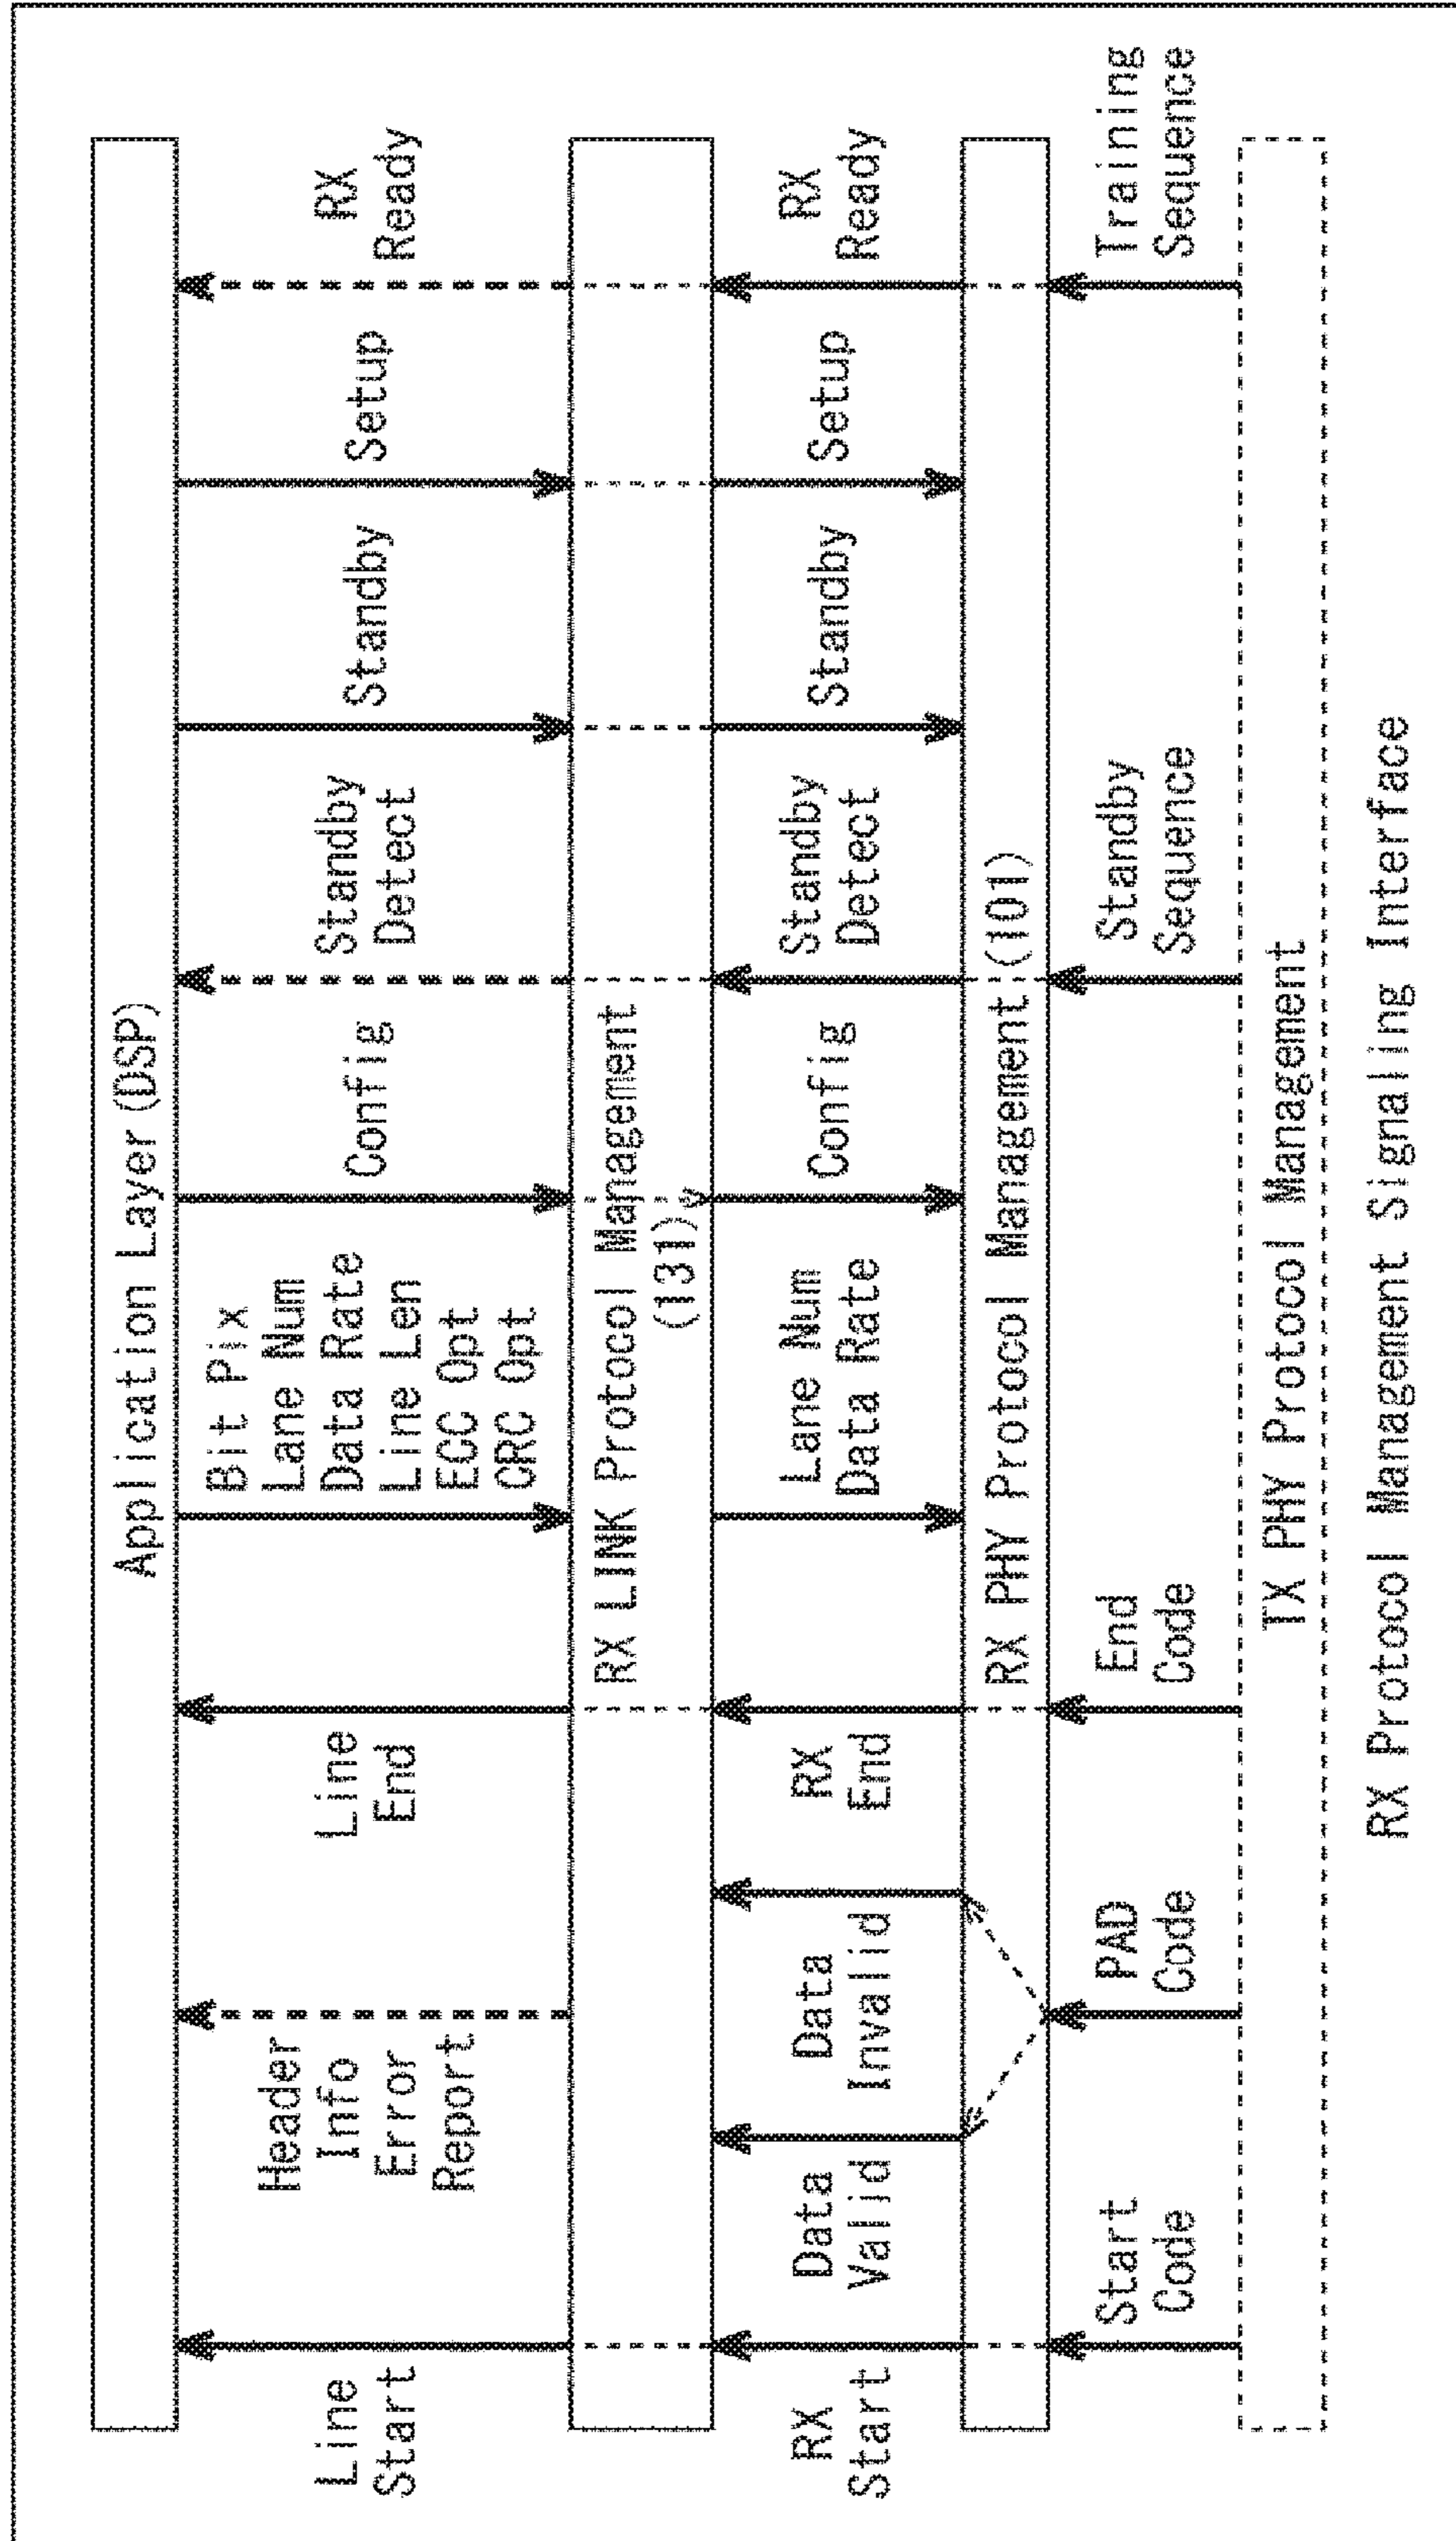 Application Layer(DSP)
Line
Start
Header
Info
Error
Report
Line
End
Bit Pix
Lane Num
Data Rate
Line Len
ECC Opt
CRC Opt
Config
Standby
Detect
Standby
Setup
RX
Ready
RX LINK Protocol Management
(131)
RX
Start
Data
Valid
Data
Invalid
RX
End
Lane Num
Data Rate
Config
Standby
Detect
Standby
Setup
RX
Ready
RX PHY Protocol Management (101)
Start
Code
PAD
Code
End
Code
Standby
Sequence
Training
Sequence
TX PHY Protocol Management
RX Protocol Management Signaling Interface